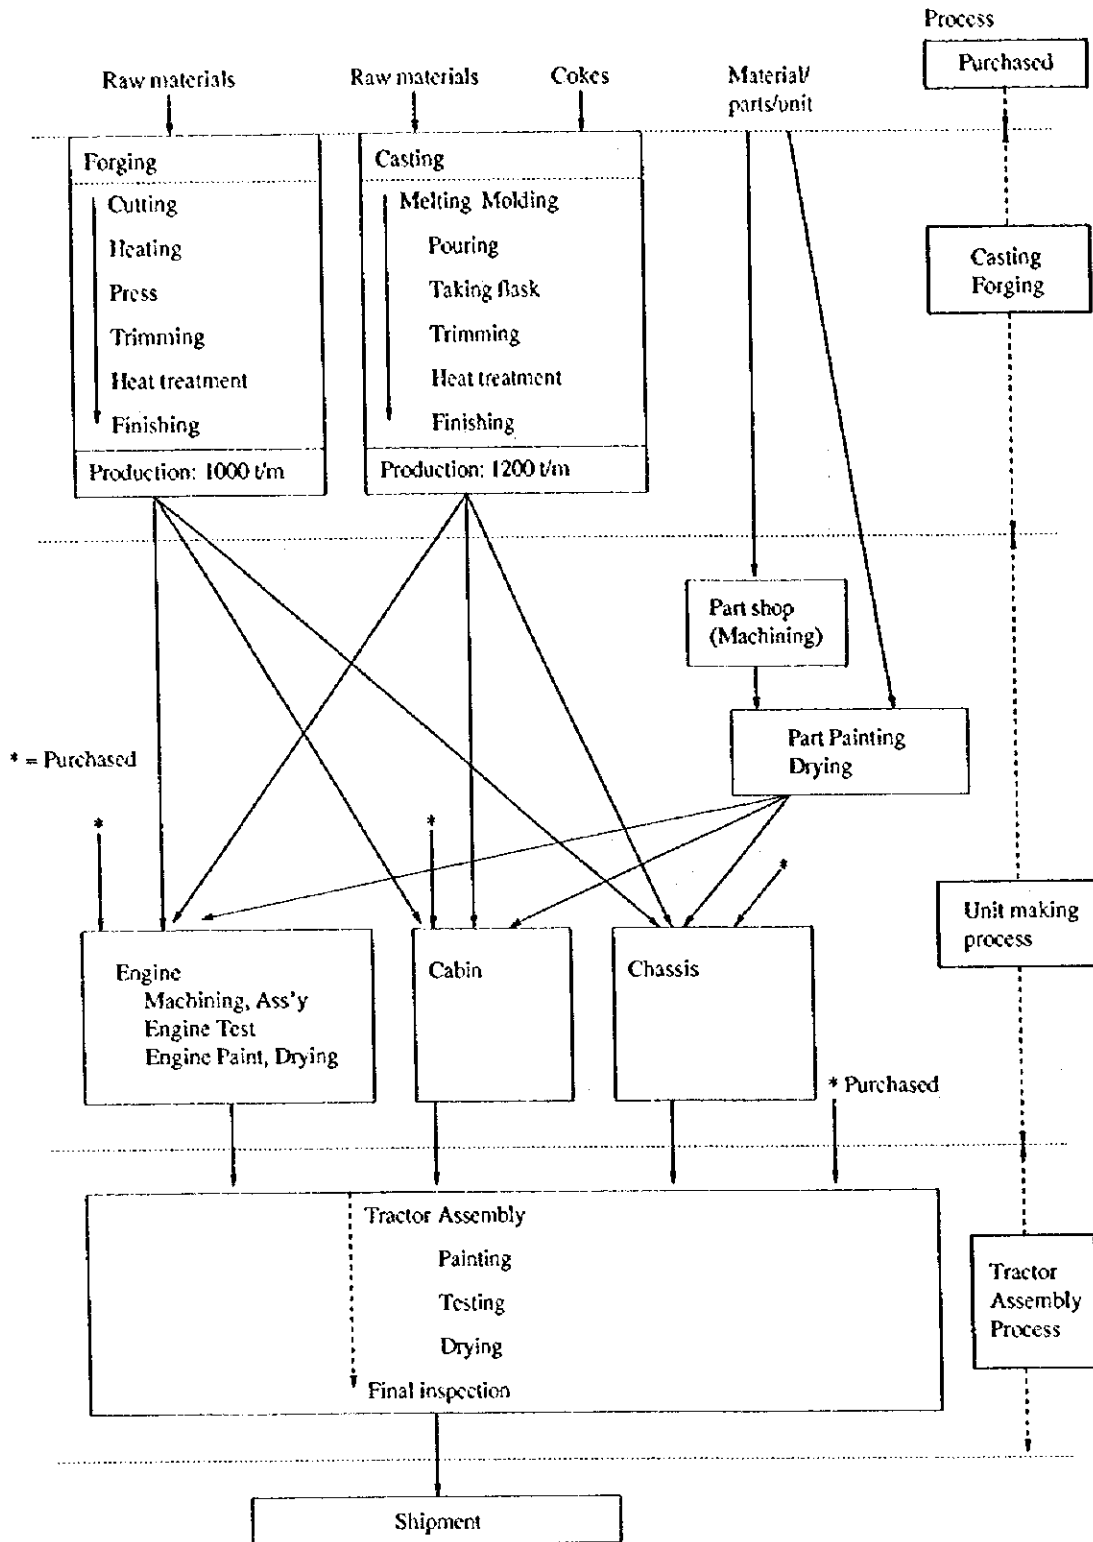 Process
Purchased
Raw materials
Raw materials
Cokes
Material/
parts/unit
Forging
Cutting
Heating
Press
Trimming
Heat treatment
Finishing
Production: 1000 t/m
Casting
Melting Molding
Pouring
Taking flask
Trimming
Heat treatment
Finishing
Production: 1200 t/m
Casting
Forging
Part shop
(Machining)
Part Painting
Drying
* = Purchased
*
*
*
Unit making
process
Engine
Machining, Ass'y
Engine Test
Engine Paint, Drying
Cabin
Chassis
* Purchased
Tractor Assembly
Painting
Testing
Drying
Final inspection
Tractor
Assembly
Process
Shipment